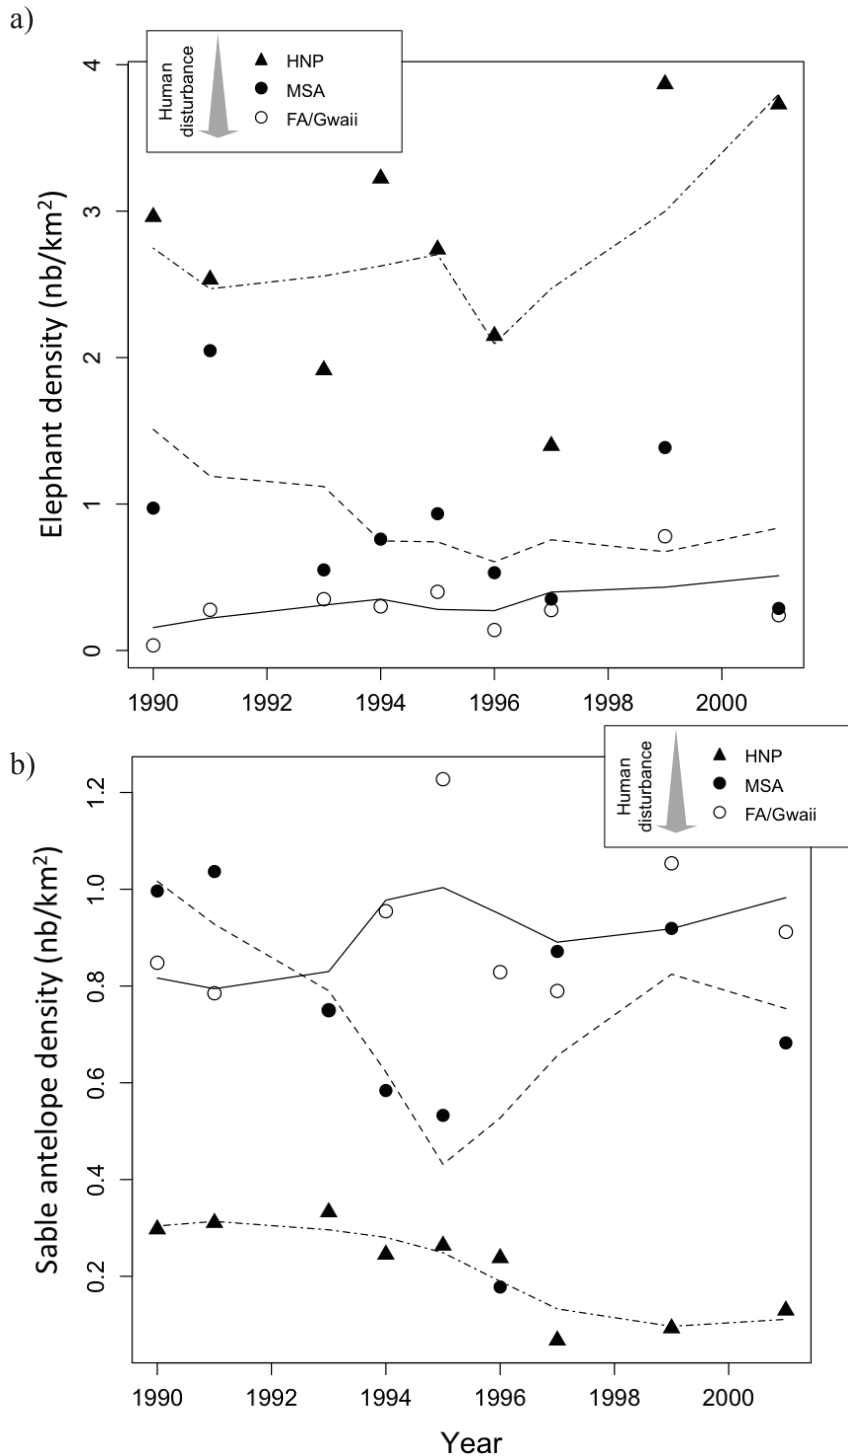 a)
Human
disturbance
HNP
MSA
FA/Gwaii
Elephant density (nb/km²)
4
3
2
1
0
1990 1992 1994 1996 1998 2000
b)
Human
disturbance
HNP
MSA
FA/Gwaii
Sable antelope density (nb/km²)
1.2
1.0
0.8
0.6
0.4
0.2
1990 1992 1994 1996 1998 2000
Year